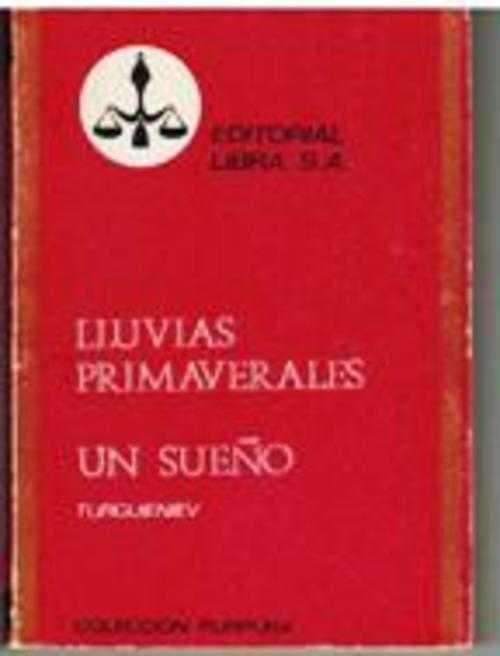 EDITORIAL
LIBRA, S.A.
LLUVIAS
PRIMAVERALES
UN SUEÑO
TURGUENIEV
COLECCIÓN PURPURA